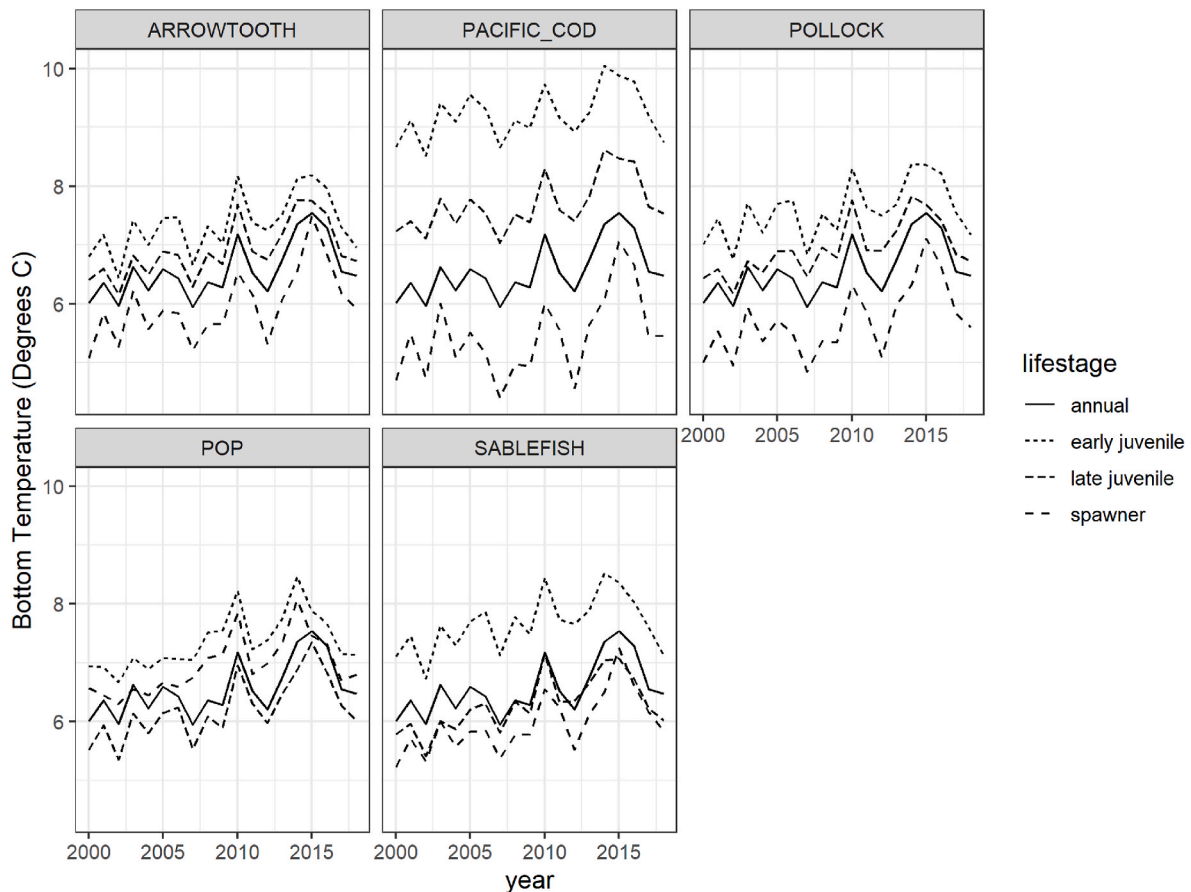 ARROWTOOTH PACIFIC_COD POLLOCK
10
8
6
2000 2005 2010 2015
POP SABLEFISH
10
8
6
2000 2005 2010 2015 2000 2005 2010 2015
year
Bottom Temperature (Degrees C)
lifestage
annual
early juvenile
late juvenile
spawner